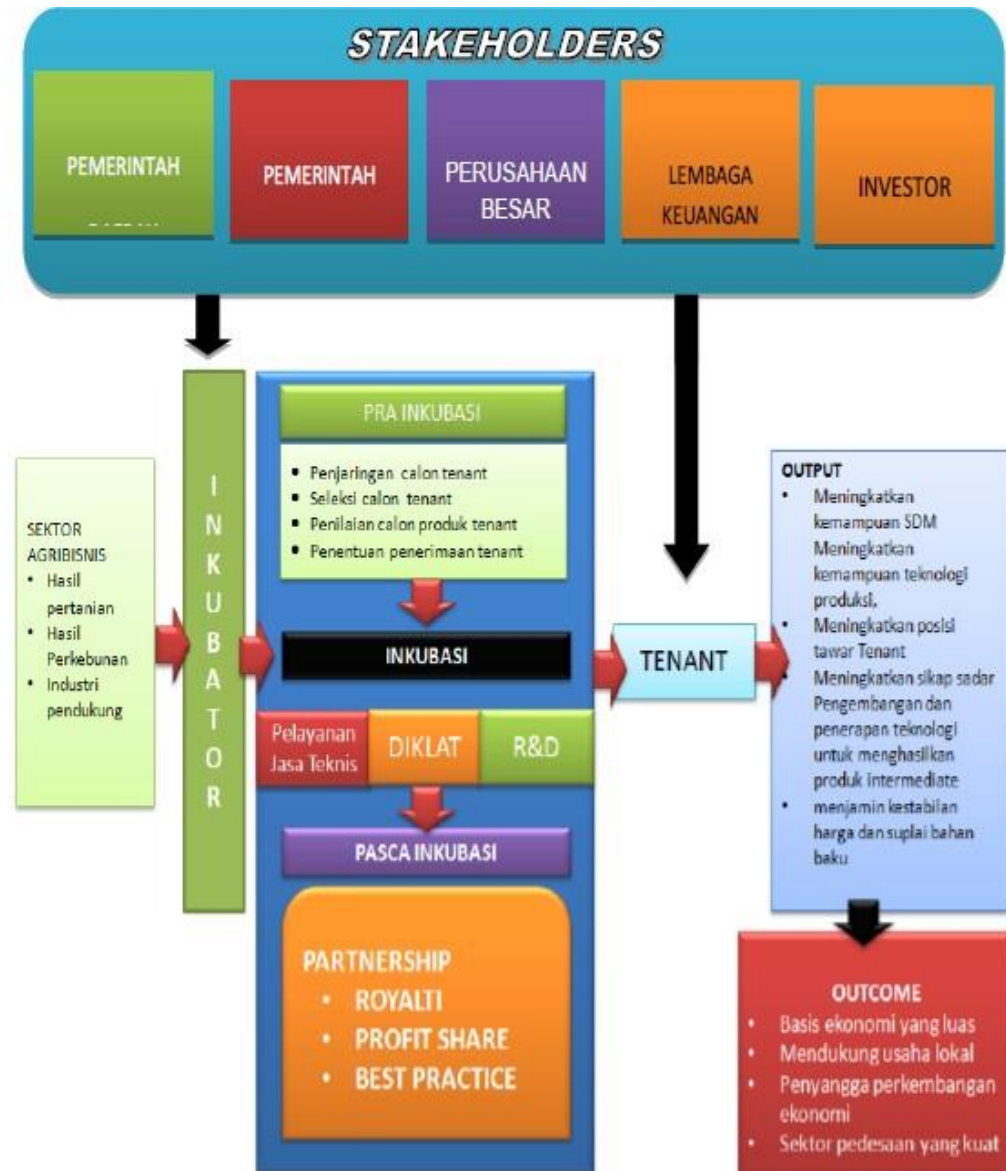 STAKEHOLDERS
PEMERINTAH
PEMERINTAH
PERUSAHAAN
BESAR
LEMBAGA
KEUANGAN
INVESTOR
SEKTOR
AGRIBISNIS
• Hasil
pertanian
• Hasil
Perkebunan
• Industri
pendukung
I
N
K
U
B
A
T
O
R
PRA INKUBASI
• Penjaringan calon tenant
• Seleksi calon tenant
• Penilaian calon produk tenant
• Penentuan penerimaan tenant
INKUBASI
Pelayanan
Jasa Teknis
DIKLAT
R&D
PASCA INKUBASI
PARTNERSHIP
• ROYALTI
• PROFIT SHARE
• BEST PRACTICE
TENANT
OUTPUT
• Meningkatkan
kemampuan SDM
Meningkatkan
kemampuan teknologi
produksi,
• Meningkatkan posisi
tawar Tenant
• Meningkatkan sikap sadar
Pengembangan dan
penerapan teknologi
untuk menghasilkan
produk intermediate
• menjamin kestabilan
harga dan suplai bahan
baku
OUTCOME
• Basis ekonomi yang luas
• Mendukung usaha lokal
• Penyangga perkembangan
ekonomi
• Sektor pedesaan yang kuat